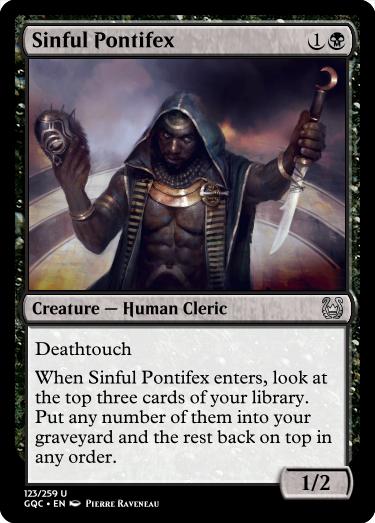 Sinful Pontifex 1
Creature — Human Cleric
Deathtouch
When Sinful Pontifex enters, look at
the top three cards of your library.
Put any number of them into your
graveyard and the rest back on top in
any order.
1/2
123/259 U
GQC • EN Pierre Raveneau